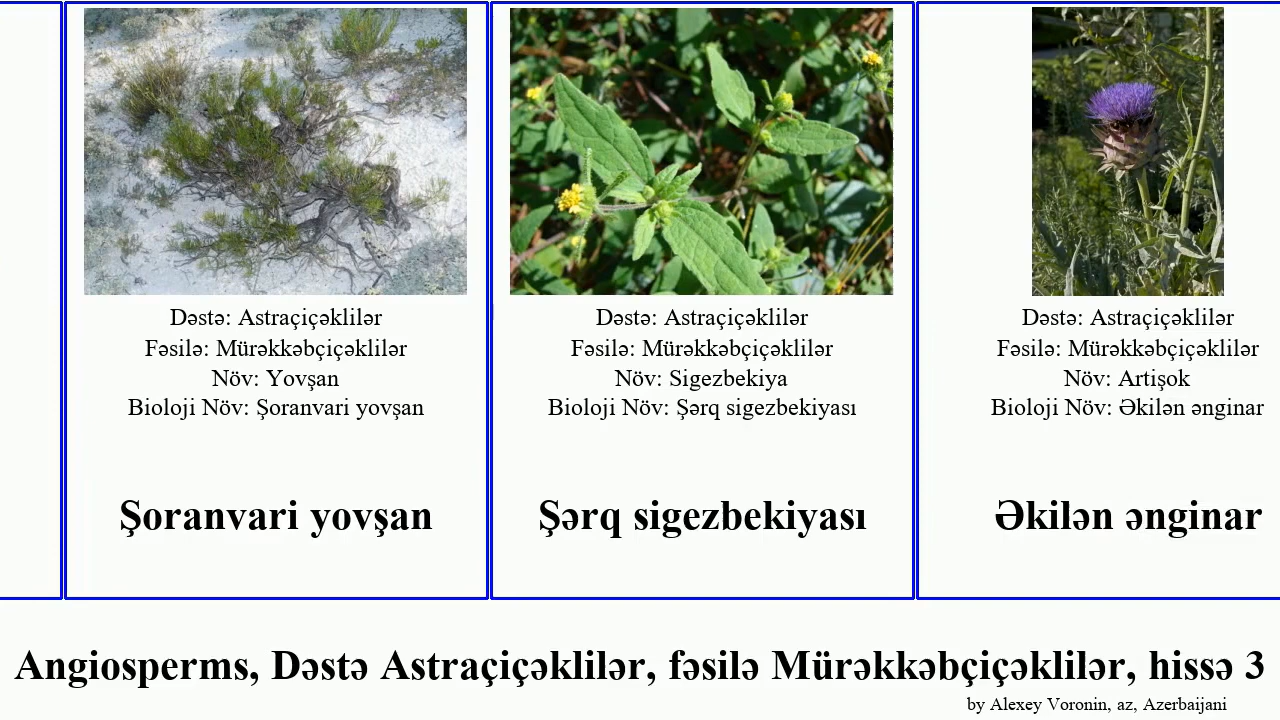 Dəstə: Astraçiçəklilər
Fəsilə: Mürəkkəbçiçəklilər
Növ: Yovşan
Bioloji Növ: Şoranvari yovşan
Şoranvari yovşan
Dəstə: Astraçiçəklilər
Fəsilə: Mürəkkəbçiçəklilər
Növ: Sigezbekiya
Bioloji Növ: Şərq sigezbekiyası
Şərq sigezbekiyası
Dəstə: Astraçiçəklilər
Fəsilə: Mürəkkəbçiçəklilər
Növ: Artişok
Bioloji Növ: Əkilən ənginar
Əkilən ənginar
Angiosperms, Dəstə Astraçiçəklilər, fəsilə Mürəkkəbçiçəklilər, hissə 3
by Alexey Voronin, az, Azerbaijani